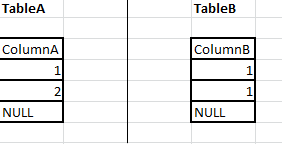 TableA TableB
ColumnA ColumnB
1 1
2 1
NULL NULL